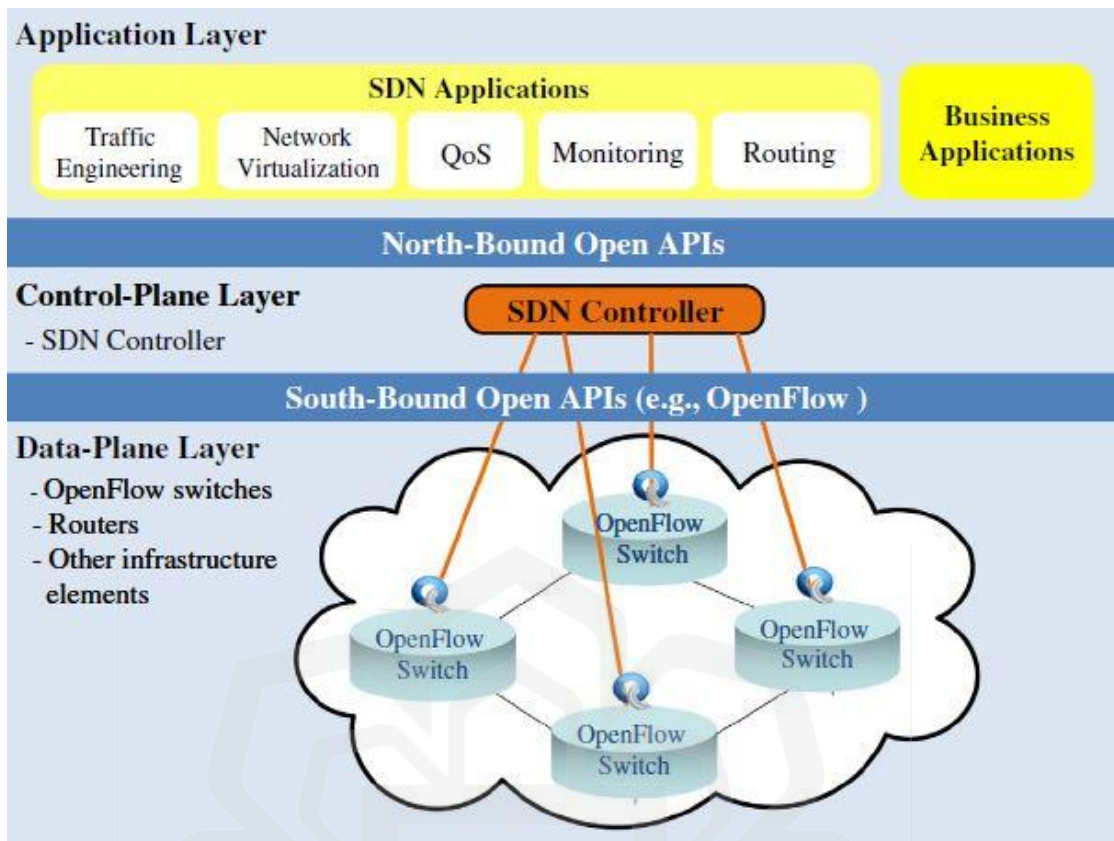 Application Layer
SDN Applications
Traffic
Engineering
Network
Virtualization
QoS
Monitoring
Routing
Business
Applications
North-Bound Open APIs
Control-Plane Layer
- SDN Controller
SDN Controller
South-Bound Open APIs (e.g., OpenFlow )
Data-Plane Layer
- OpenFlow switches
- Routers
- Other infrastructure
elements
OpenFlow
Switch
OpenFlow
Switch
OpenFlow
Switch
OpenFlow
Switch